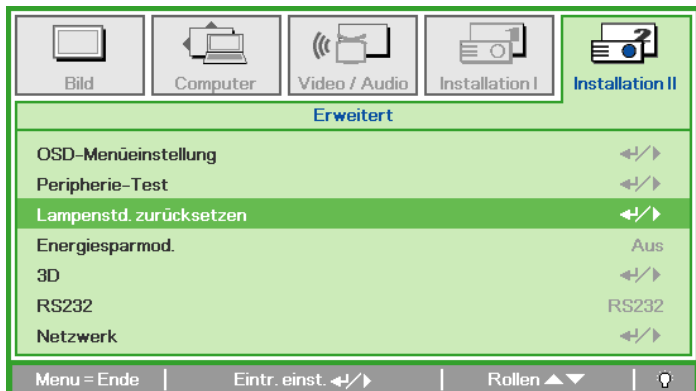 Bild Computer Video / Audio Installation I Installation II
Erweitert
OSD-Menüeinstellung
Peripherie-Test
Lampenstd. zurücksetzen
Energiesparmod. Aus
3D
RS232 RS232
Netzwerk
Menu = Ende Eintr. einst. Rollen